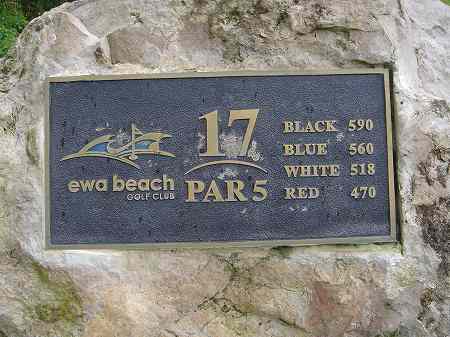 ewa beach
GOLF CLUB
17
PAR 5
BLACK 590
BLUE 560
WHITE 518
RED 470